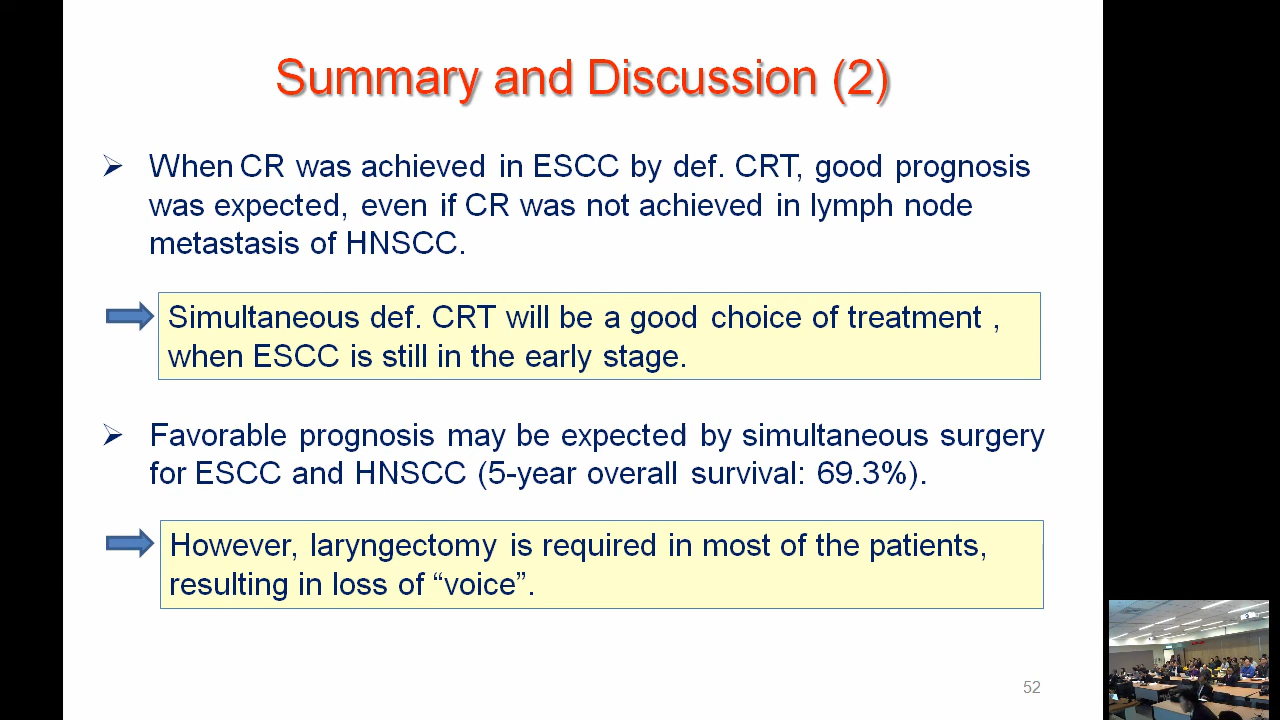 Summary and Discussion (2)
When CR was achieved in ESCC by def. CRT, good prognosis
was expected, even if CR was not achieved in lymph node
metastasis of HNSCC.
Simultaneous def. CRT will be a good choice of treatment ,
when ESCC is still in the early stage.
Favorable prognosis may be expected by simultaneous surgery
for ESCC and HNSCC (5-year overall survival: 69.3%).
However, laryngectomy is required in most of the patients,
resulting in loss of “voice”.
52